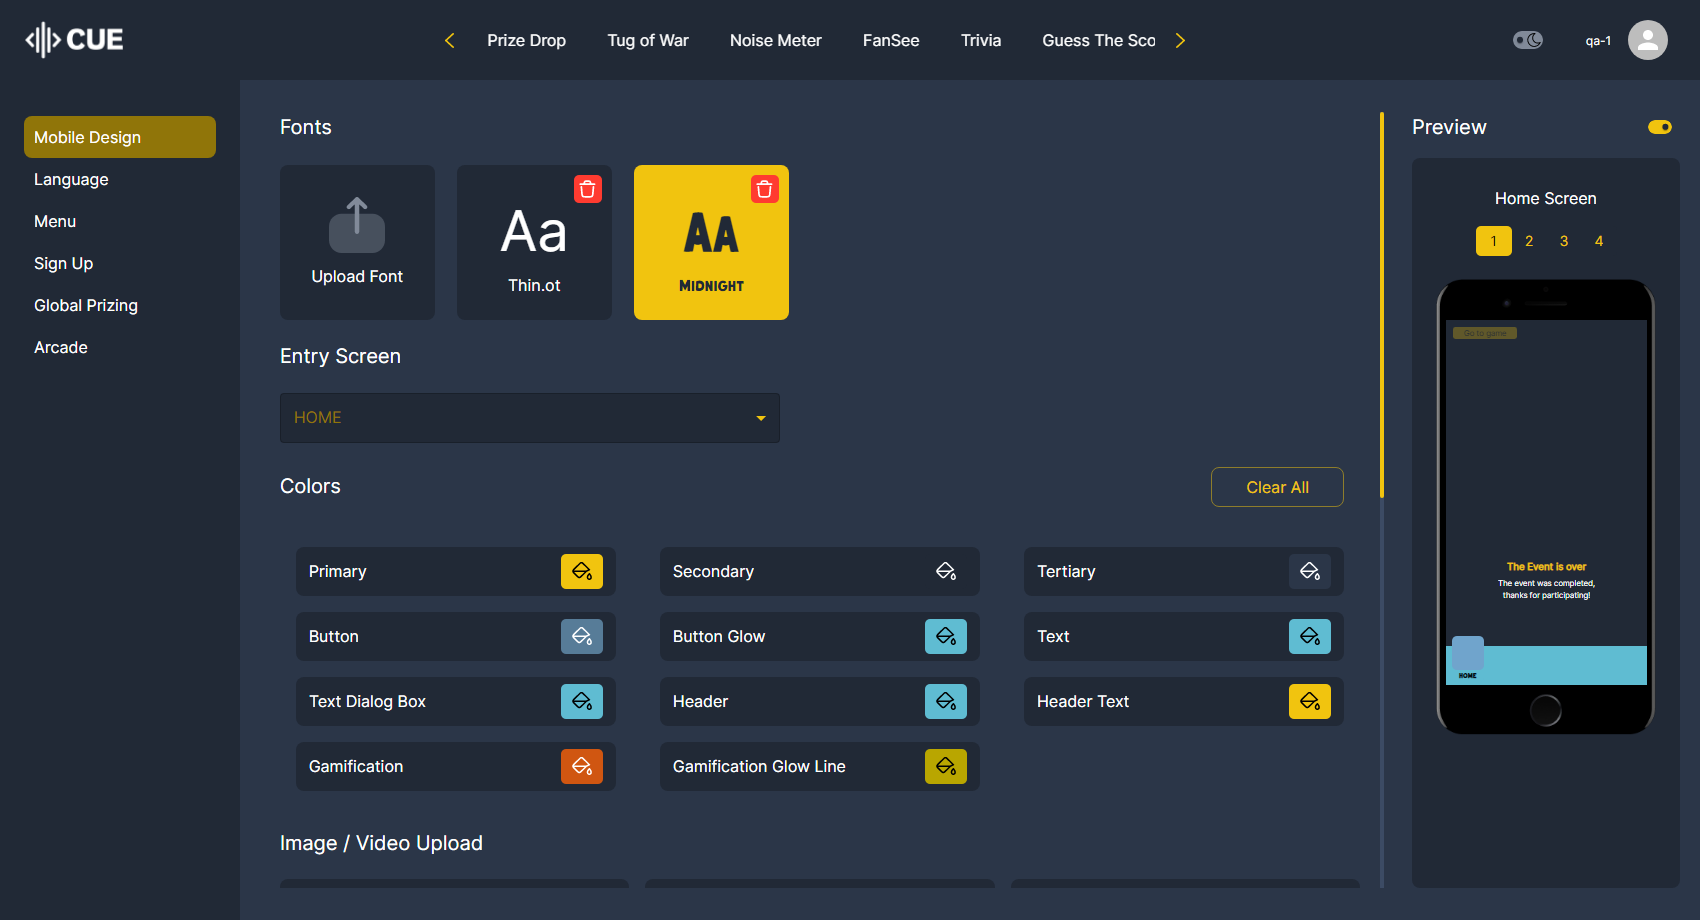 CUE
Prize Drop
Tug of War
Noise Meter
FanSee
Trivia
Guess The Sco
qa-1
Mobile Design
Language
Menu
Sign Up
Global Prizing
Arcade
Fonts
Upload Font
Aa
Thin.ot
AA
MIDNIGHT
Entry Screen
HOME
Colors
Clear All
Primary
Secondary
Tertiary
Button
Button Glow
Text
Text Dialog Box
Header
Header Text
Gamification
Gamification Glow Line
Image / Video Upload
Preview
Home Screen
1 2 3 4
Go to game
The Event is over
The event was completed,
thanks for participating!
HOME